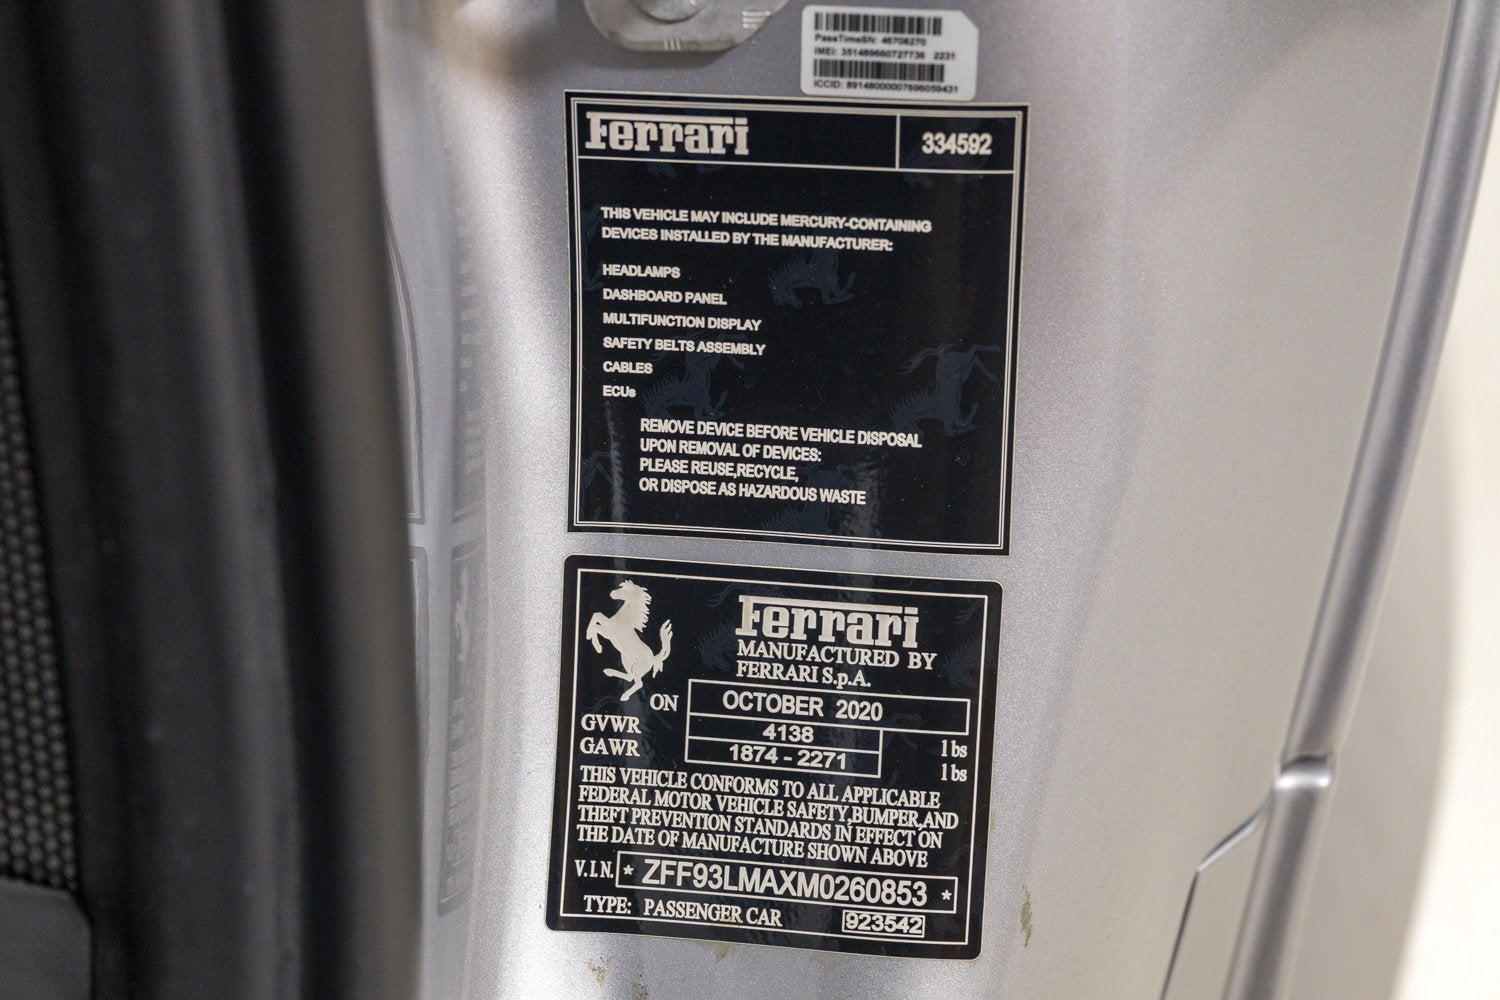 PassTimeSN: 46706270
IMEI: 351489660727736 2231
ICCID: 89148000007696059431
Ferrari 334592
THIS VEHICLE MAY INCLUDE MERCURY-CONTAINING
DEVICES INSTALLED BY THE MANUFACTURER:
HEADLAMPS
DASHBOARD PANEL
MULTIFUNCTION DISPLAY
SAFETY BELTS ASSEMBLY
CABLES
ECUs
REMOVE DEVICE BEFORE VEHICLE DISPOSAL
UPON REMOVAL OF DEVICES:
PLEASE REUSE,RECYCLE,
OR DISPOSE AS HAZARDOUS WASTE
Ferrari
MANUFACTURED BY
FERRARI S.p.A.
ON OCTOBER 2020
GVWR 4138 lbs
GAWR 1874 - 2271 lbs
THIS VEHICLE CONFORMS TO ALL APPLICABLE
FEDERAL MOTOR VEHICLE SAFETY,BUMPER,AND
THEFT PREVENTION STANDARDS IN EFFECT ON
THE DATE OF MANUFACTURE SHOWN ABOVE
V.I.N. * ZFF93LMAXM0260853 *
TYPE: PASSENGER CAR 923542